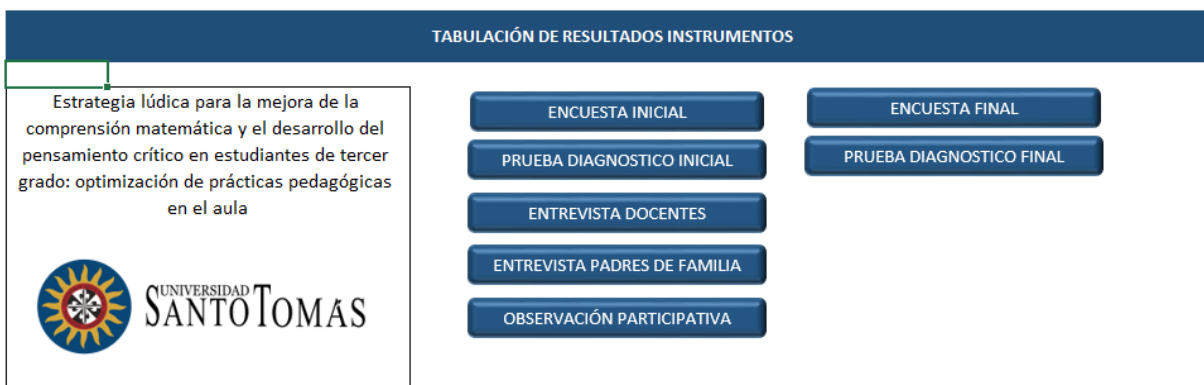 TABULACIÓN DE RESULTADOS INSTRUMENTOS
Estrategia lúdica para la mejora de la
comprensión matemática y el desarrollo del
pensamiento crítico en estudiantes de tercer
grado: optimización de prácticas pedagógicas
en el aula
UNIVERSIDAD
SANTO TOMÁS
ENCUESTA INICIAL
PRUEBA DIAGNOSTICO INICIAL
ENTREVISTA DOCENTES
ENTREVISTA PADRES DE FAMILIA
OBSERVACIÓN PARTICIPATIVA
ENCUESTA FINAL
PRUEBA DIAGNOSTICO FINAL